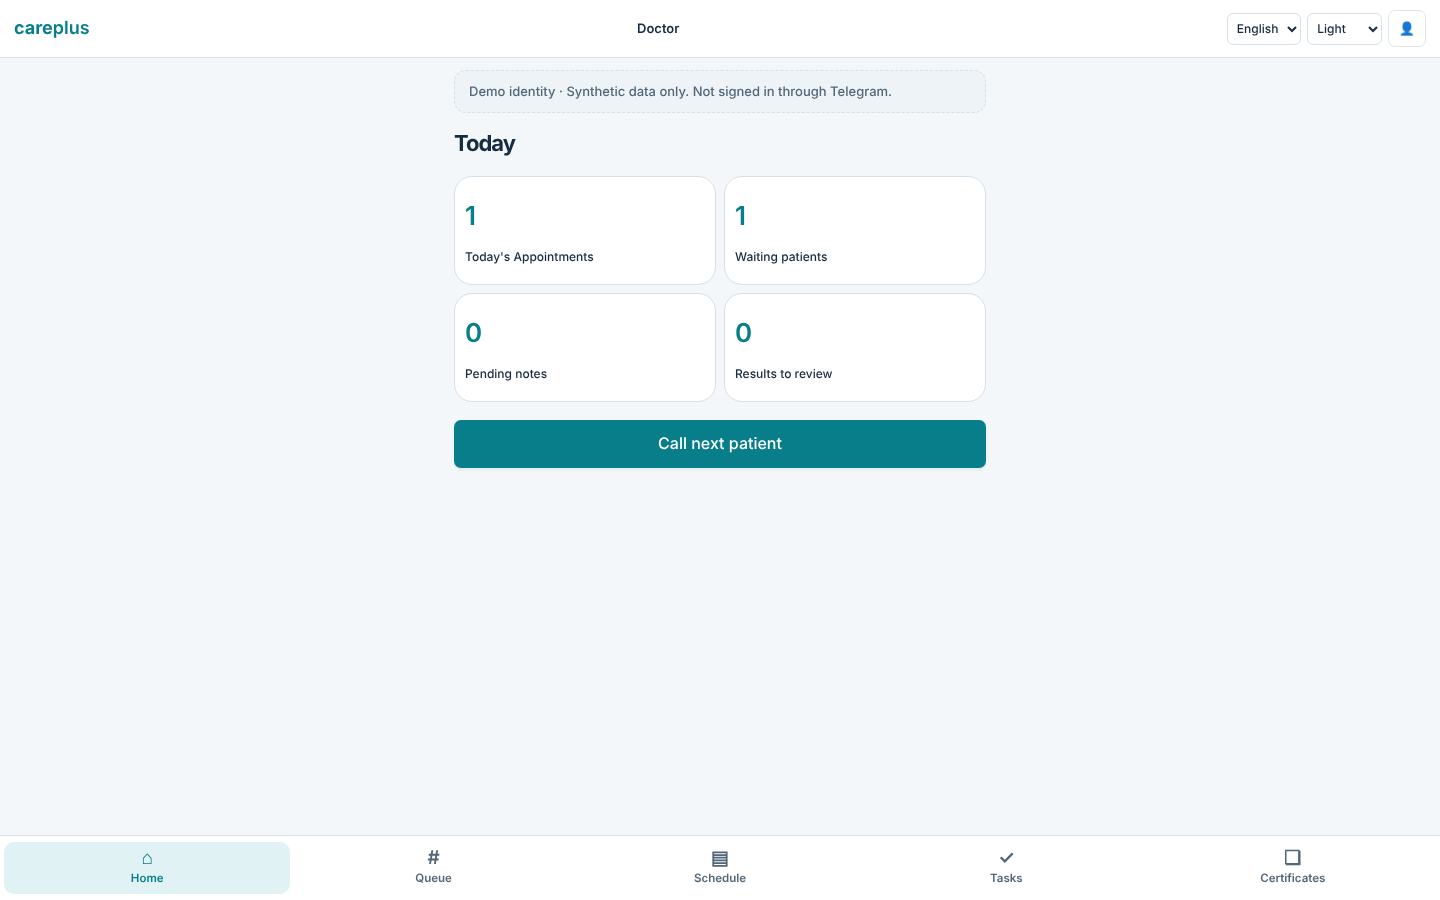 careplus
Doctor
English
Light
Demo identity · Synthetic data only. Not signed in through Telegram.
Today
1
Today's Appointments
1
Waiting patients
0
Pending notes
0
Results to review
Call next patient
Home
# Queue
Schedule
Tasks
Certificates